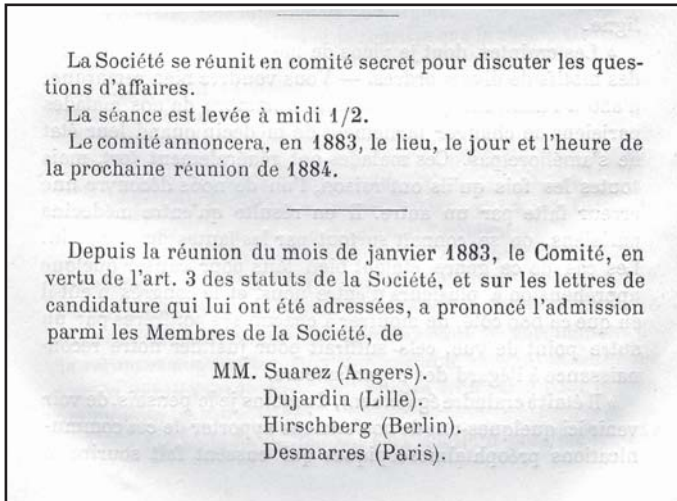 La Société se réunit en comité secret pour discuter les ques-
tions d'affaires.
La séance est levée à midi 1/2.
Le comité annoncera, en 1883, le lieu, le jour et l'heure de
la prochaine réunion de 1884.
Depuis la réunion du mois de janvier 1883, le Comité, en
vertu de l'art. 3 des statuts de la Société, et sur les lettres de
candidature qui lui ont été adressées, a prononcé l'admission
parmi les Membres de la Société, de
MM. Suarez (Angers).
Dujardin (Lille).
Hirschberg (Berlin).
Desmarres (Paris).